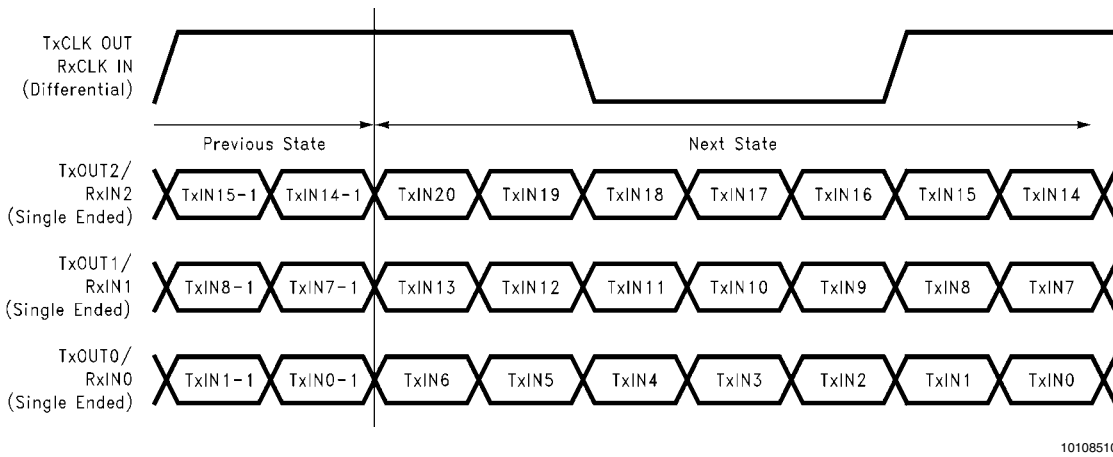 TxCLK OUT
RxCLK IN
(Differential)
Previous State
Next State
TxOUT2/
RxIN2
(Single Ended)
TxIN15-1 TxIN14-1 TxIN20 TxIN19 TxIN18 TxIN17 TxIN16 TxIN15 TxIN14
TxOUT1/
RxIN1
(Single Ended)
TxIN8-1 TxIN7-1 TxIN13 TxIN12 TxIN11 TxIN10 TxIN9 TxIN8 TxIN7
TxOUT0/
RxIN0
(Single Ended)
TxIN1-1 TxIN0-1 TxIN6 TxIN5 TxIN4 TxIN3 TxIN2 TxIN1 TxIN0
10108510